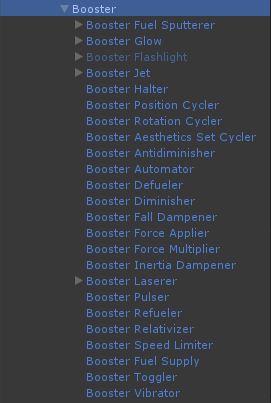 Booster
Booster Fuel Sputterer
Booster Glow
Booster Flashlight
Booster Jet
Booster Halter
Booster Position Cycler
Booster Rotation Cycler
Booster Aesthetics Set Cycler
Booster Antidiminisher
Booster Automator
Booster Defueler
Booster Diminisher
Booster Fall Dampener
Booster Force Applier
Booster Force Multiplier
Booster Inertia Dampener
Booster Laserer
Booster Pulser
Booster Refueler
Booster Relativizer
Booster Speed Limiter
Booster Fuel Supply
Booster Toggler
Booster Vibrator